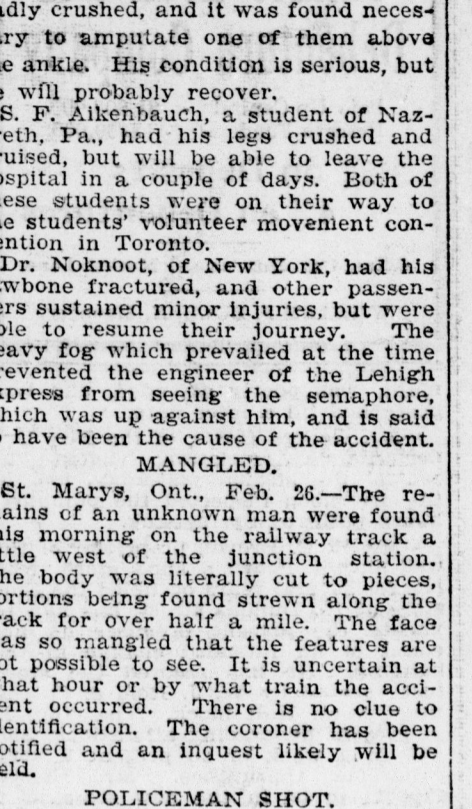 adly crushed, and it was found neces-
ry to amputate one of them above
e ankle. His condition is serious, but
will probably recover.
S. F. Aikenbauch, a student of Naz-
reth, Pa., had his legs crushed and
ruised, but will be able to leave the
ospital in a couple of days. Both of
ese students were on their way to
e students' volunteer movement con-
ention in Toronto.
Dr. Noknoot, of New York, had his
wbone fractured, and other passen-
ers sustained minor injuries, but were
ble to resume their journey. The
eavy fog which prevailed at the time
revented the engineer of the Lehigh
xpress from seeing the semaphore,
hich was up against him, and is said
have been the cause of the accident.
MANGLED.
St. Marys, Ont., Feb. 26.—The re-
ains of an unknown man were found
his morning on the railway track a
ttle west of the junction station.
he body was literally cut to pieces,
ortions being found strewn along the
rack for over half a mile. The face
as so mangled that the features are
ot possible to see. It is uncertain at
hat hour or by what train the acci-
ent occurred. There is no clue to
dentification. The coroner has been
otified and an inquest likely will be
eld.
POLICEMAN SHOT.